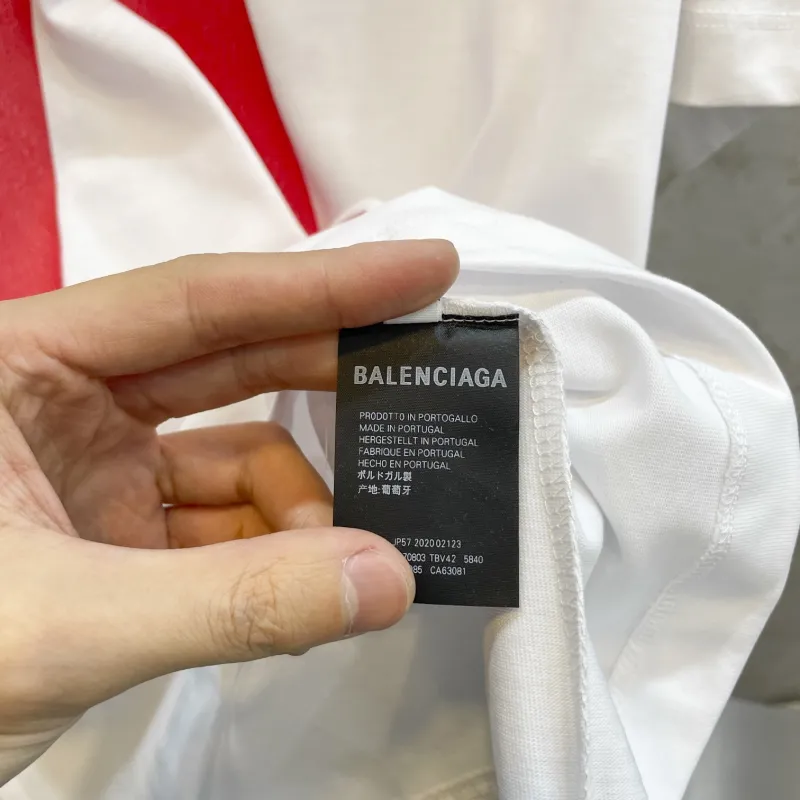 BALENCIAGA
PRODOTTO IN PORTOGALLO
MADE IN PORTUGAL
HERGESTELLT IN PORTUGAL
FABRIQUE EN PORTUGAL
HECHO EN PORTUGAL
ポルドガル製
产地:葡萄牙
JP57 202002123
TBV42 5840
CA63081